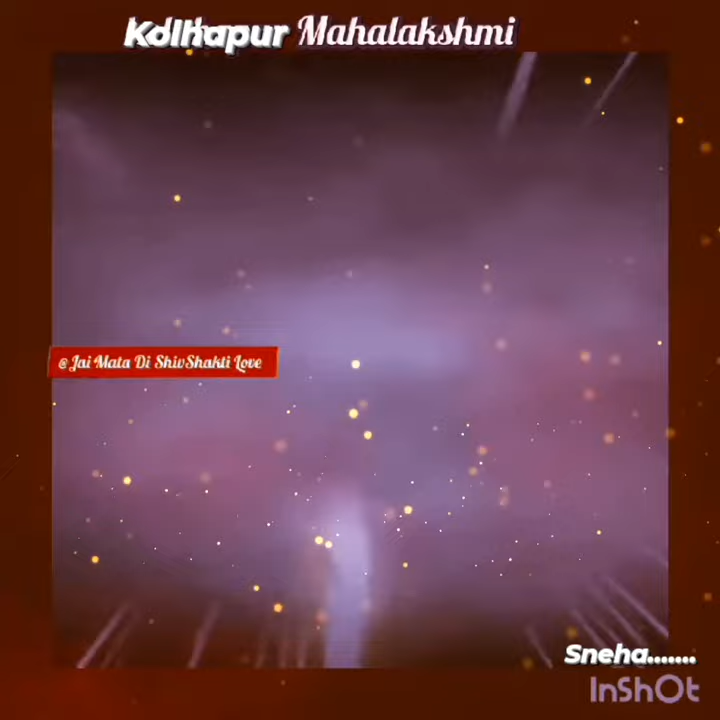 Kolhapur Mahalakshmi
@Jai Mata Di ShivShakti Love
Sneha.......
InShOt